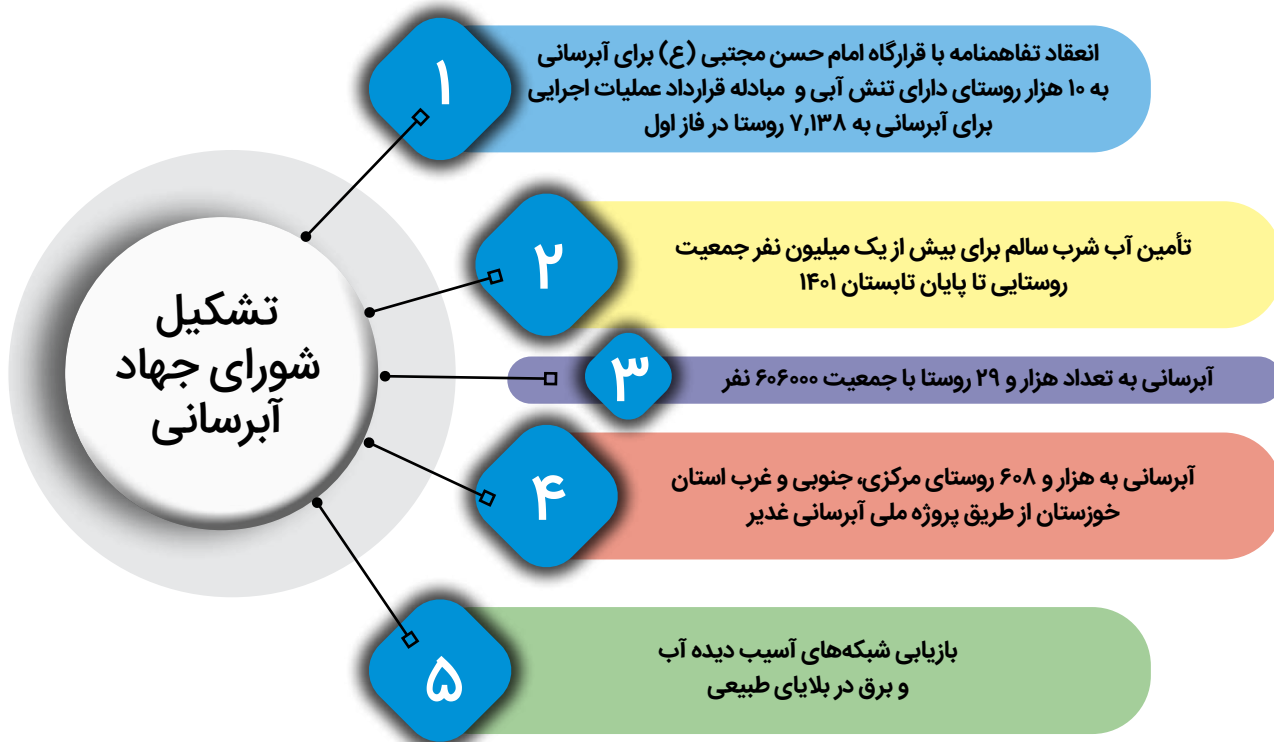 تشکیل
شورای جهاد
آبرسانی
۱
انعقاد تفاهمنامه با قرارگاه امام حسن مجتبی (ع) برای آبرسانی
به ۱۰ هزار روستای دارای تنش آبی و مبادله قرارداد عملیات اجرایی
برای آبرسانی به ۷,۱۳۸ روستا در فاز اول
۲
تأمین آب شرب سالم برای بیش از یک میلیون نفر جمعیت
روستایی تا پایان تابستان ۱۴۰۱
۳
آبرسانی به تعداد هزار و ۲۹ روستا با جمعیت ۶۰۶۰۰۰ نفر
۴
آبرسانی به هزار و ۶۰۸ روستای مرکزی، جنوبی و غرب استان
خوزستان از طریق پروژه ملی آبرسانی غدیر
۵
بازیابی شبکه‌های آسیب دیده آب
و برق در بلایای طبیعی